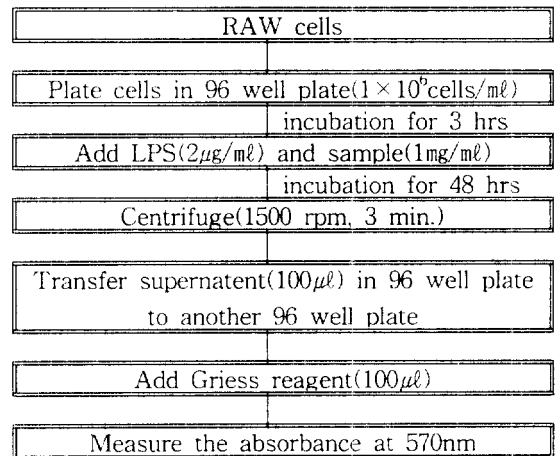 RAW cells
Plate cells in 96 well plate(1×10⁶cells/mℓ)
incubation for 3 hrs
Add LPS(2µg/mℓ) and sample(1mg/mℓ)
incubation for 48 hrs
Centrifuge(1500 rpm, 3 min.)
Transfer supernatent(100µℓ) in 96 well plate
to another 96 well plate
Add Griess reagent(100µℓ)
Measure the absorbance at 570nm